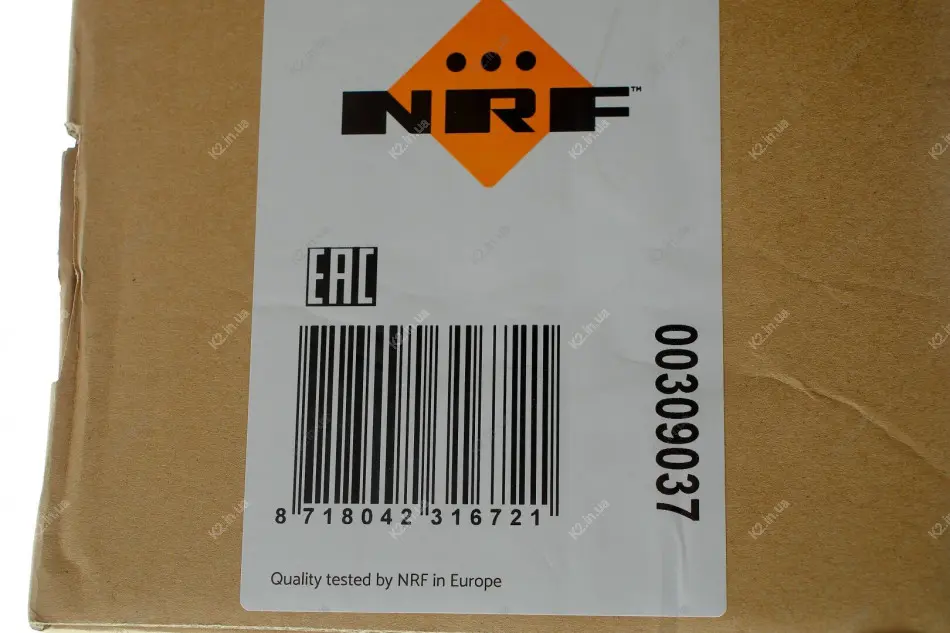 NRF™
EAC
8 718042 316721
00309037
Quality tested by NRF in Europe
K2.in.ua